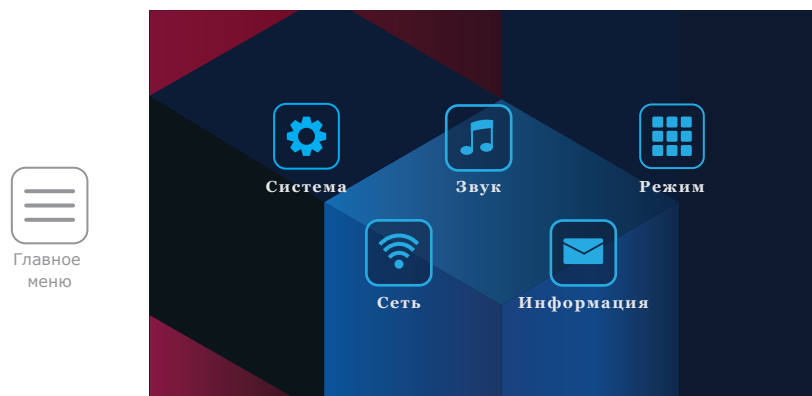 Система
Звук
Режим
Главное
меню
Сеть
Информация